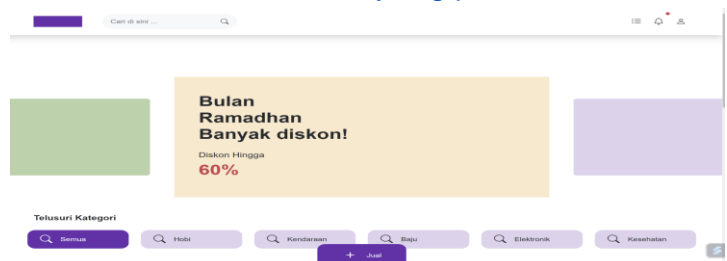 Cari di sini ...
Bulan
Ramadhan
Banyak diskon!
Diskon Hingga
60%
Telusuri Kategori
Semua
Hobi
Kendaraan
Baju
Elektronik
Kesehatan
+ Jual